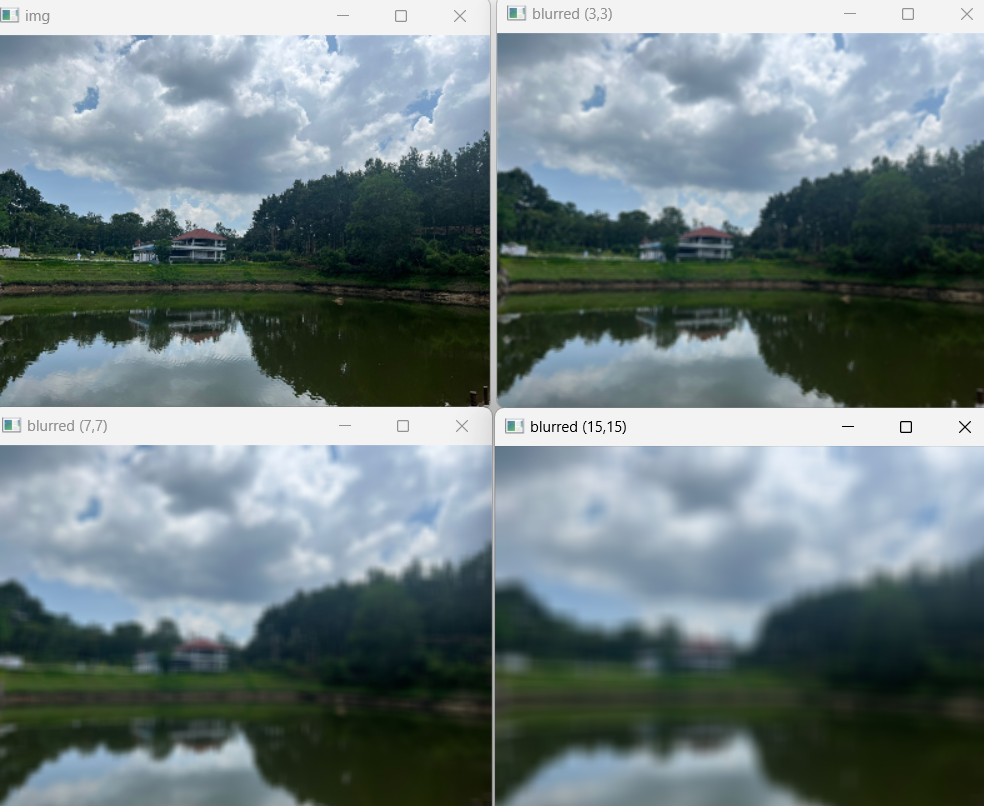 img
blurred (3,3)
blurred (7,7)
blurred (15,15)